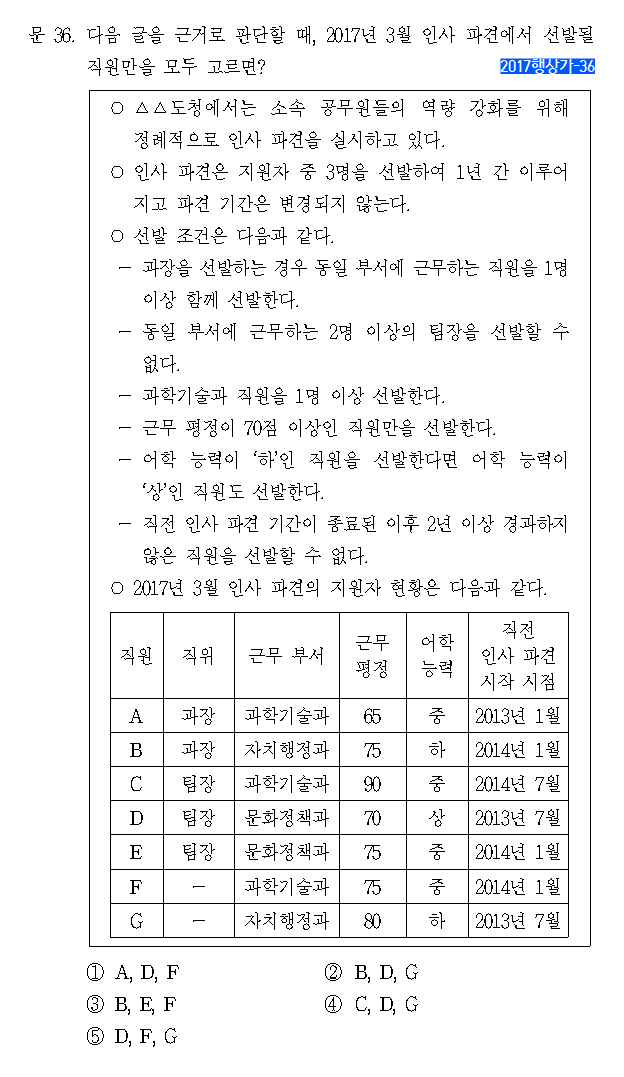 문 36. 다음 글을 근거로 판단할 때, 2017년 3월 인사 파견에서 선발될
직원만을 모두 고르면?
2017행상가-36
○ △△도청에서는 소속 공무원들의 역량 강화를 위해
정례적으로 인사 파견을 실시하고 있다.
○ 인사 파견은 지원자 중 3명을 선발하여 1년 간 이루어
지고 파견 기간은 변경되지 않는다.
○ 선발 조건은 다음과 같다.
－ 과장을 선발하는 경우 동일 부서에 근무하는 직원을 1명
이상 함께 선발한다.
－ 동일 부서에 근무하는 2명 이상의 팀장을 선발할 수
없다.
－ 과학기술과 직원을 1명 이상 선발한다.
－ 근무 평정이 70점 이상인 직원만을 선발한다.
－ 어학 능력이 ‘하’인 직원을 선발한다면 어학 능력이
‘상’인 직원도 선발한다.
－ 직전 인사 파견 기간이 종료된 이후 2년 이상 경과하지
않은 직원을 선발할 수 없다.
○ 2017년 3월 인사 파견의 지원자 현황은 다음과 같다.
직원 직위 근무 부서 근무 평정 어학 능력 직전 인사 파견 시작 시점
A 과장 과학기술과 65 중 2013년 1월
B 과장 자치행정과 75 하 2014년 1월
C 팀장 과학기술과 90 중 2014년 7월
D 팀장 문화정책과 70 상 2013년 7월
E 팀장 문화정책과 75 중 2014년 1월
F － 과학기술과 75 중 2014년 1월
G － 자치행정과 80 하 2013년 7월
① A, D, F
② B, D, G
③ B, E, F
④ C, D, G
⑤ D, F, G